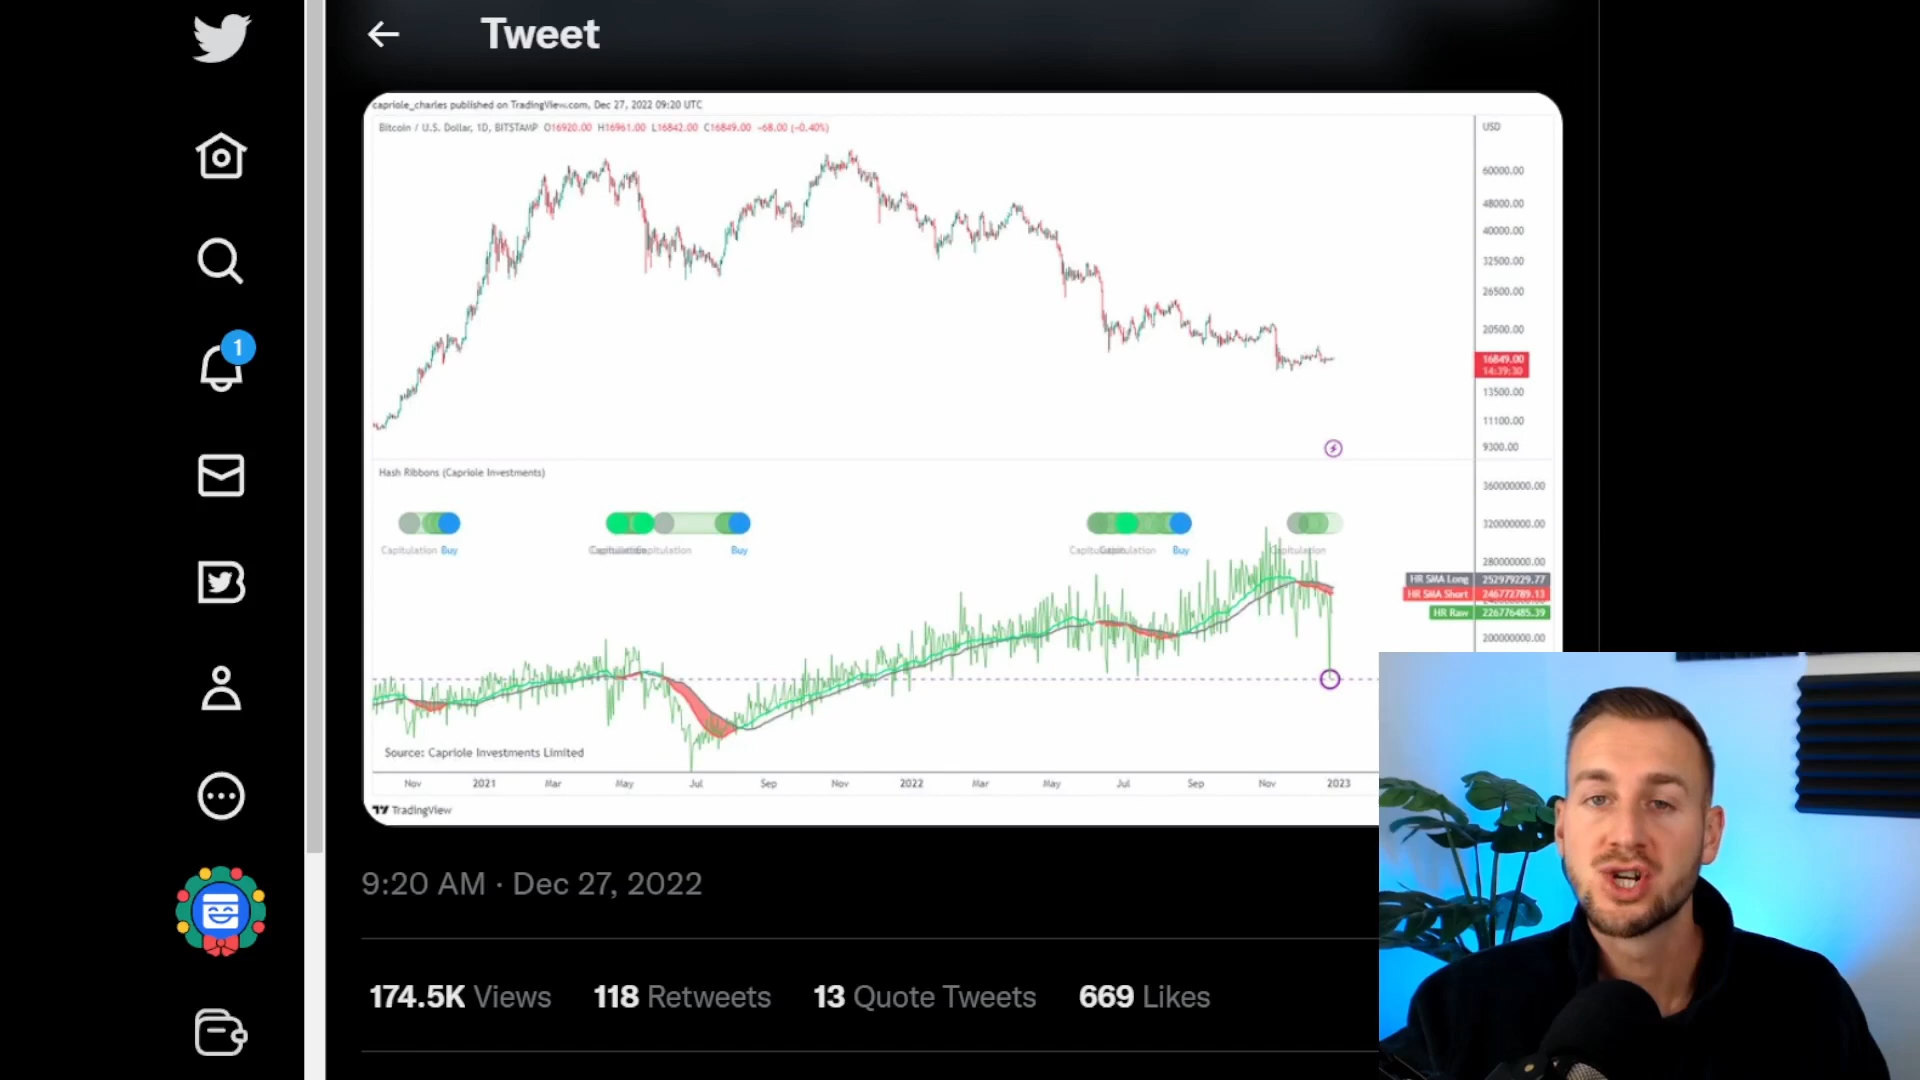 Tweet
1
capriole_charles published on TradingView.com, Dec 27, 2022 09:20 UTC
Bitcoin / U.S. Dollar, 1D, BITSTAMP O16920.00 H16961.00 L16842.00 C16849.00 -68.00 (-0.40%)
USD
60000.00
48000.00
40000.00
32500.00
26500.00
20500.00
16849.00
14:39:30
13500.00
11100.00
9300.00
Hash Ribbons (Capriole Investments)
360000000.00
320000000.00
280000000.00
Capitulation Buy
Capitulation Buy
Buy
Capitulation
HR SMA Long 252979229.77
HR SMA Short 246772789.13
HR Raw 226776485.39
200000000.00
Source: Capriole Investments Limited
Nov 2021 Mar May Jul Sep Nov 2022 Mar May Jul Sep Nov 2023
TradingView
9:20 AM · Dec 27, 2022
174.5K Views 118 Retweets 13 Quote Tweets 669 Likes